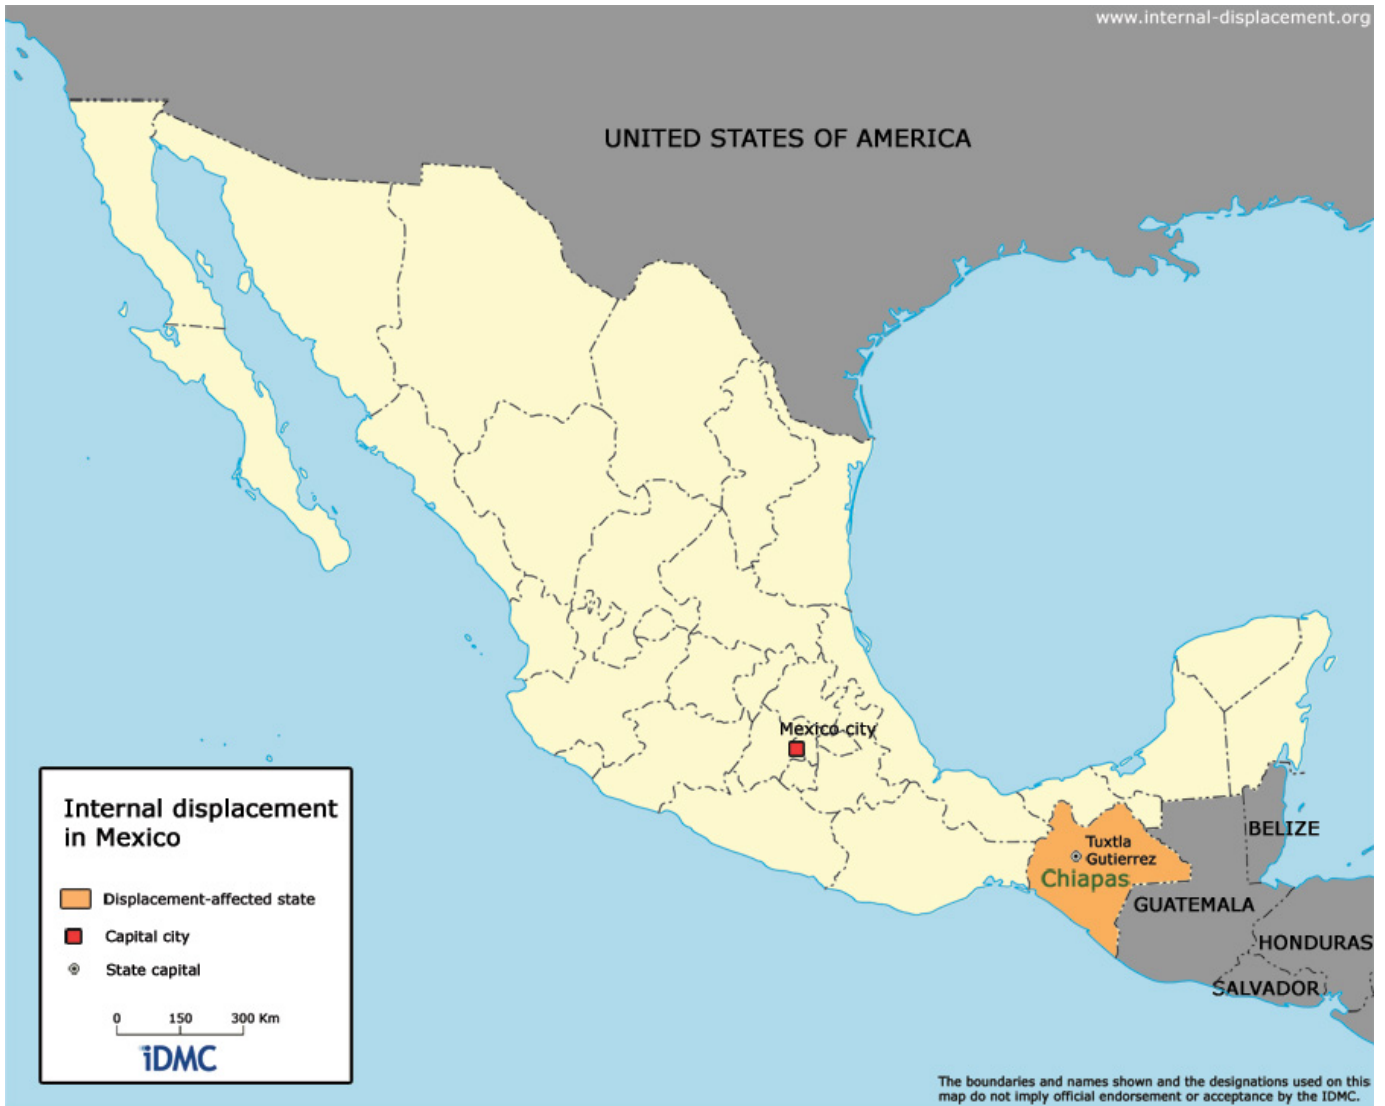 www.internal-displacement.org
UNITED STATES OF AMERICA
Mexico city
Tuxtla
Gutierrez
Chiapas
BELIZE
GUATEMALA
HONDURAS
SALVADOR
Internal displacement
in Mexico
Displacement-affected state
Capital city
State capital
0 150 300 Km
iDMC
The boundaries and names shown and the designations used on this
map do not imply official endorsement or acceptance by the IDMC.